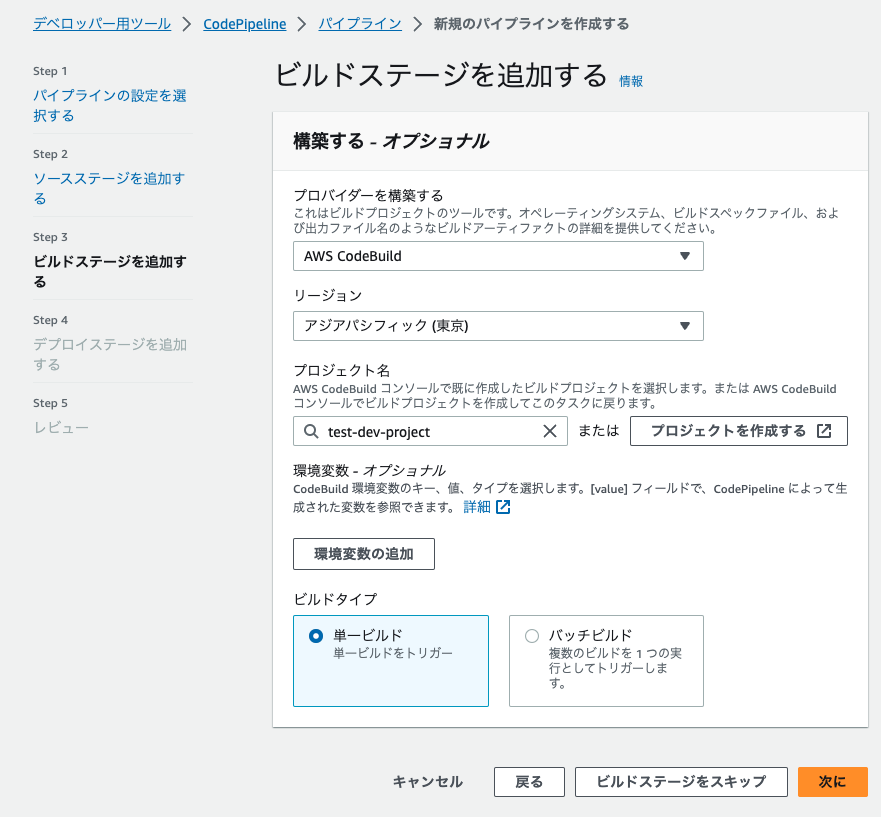 デベロッパー用ツール > CodePipeline > パイプライン > 新規のパイプラインを作成する
Step 1
パイプラインの設定を選
択する
Step 2
ソースステージを追加す
る
Step 3
ビルドステージを追加す
る
Step 4
デプロイステージを追加
する
Step 5
レビュー
ビルドステージを追加する 情報
構築する - オプショナル
プロバイダーを構築する
これはビルドプロジェクトのツールです。オペレーティングシステム、ビルドスペックファイル、およ
び出力ファイル名のようなビルドアーティファクトの詳細を提供してください。
AWS CodeBuild
リージョン
アジアパシフィック (東京)
プロジェクト名
AWS CodeBuild コンソールで既に作成したビルドプロジェクトを選択します。または AWS CodeBuild
コンソールでビルドプロジェクトを作成してこのタスクに戻ります。
test-dev-project または プロジェクトを作成する
環境変数 - オプショナル
CodeBuild 環境変数のキー、値、タイプを選択します。[value] フィールドで、CodePipeline によって生
成された変数を参照できます。 詳細
環境変数の追加
ビルドタイプ
単一ビルド
単一ビルドをトリガー
バッチビルド
複数のビルドを 1 つの実
行としてトリガーしま
す。
キャンセル 戻る ビルドステージをスキップ 次に